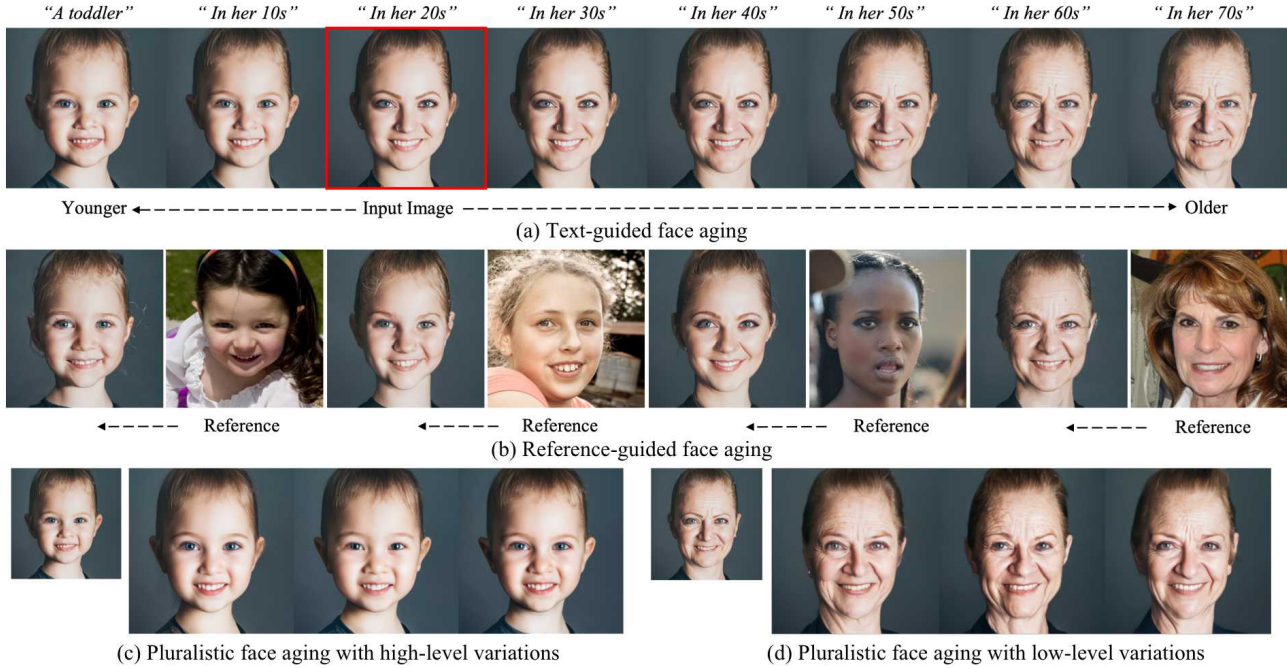 “A toddler” “ In her 10s” “ In her 20s” “ In her 30s” “ In her 40s” “ In her 50s” “ In her 60s” “ In her 70s”
Younger Input Image Older
(a) Text-guided face aging
Reference Reference Reference Reference
(b) Reference-guided face aging
(c) Pluralistic face aging with high-level variations (d) Pluralistic face aging with low-level variations